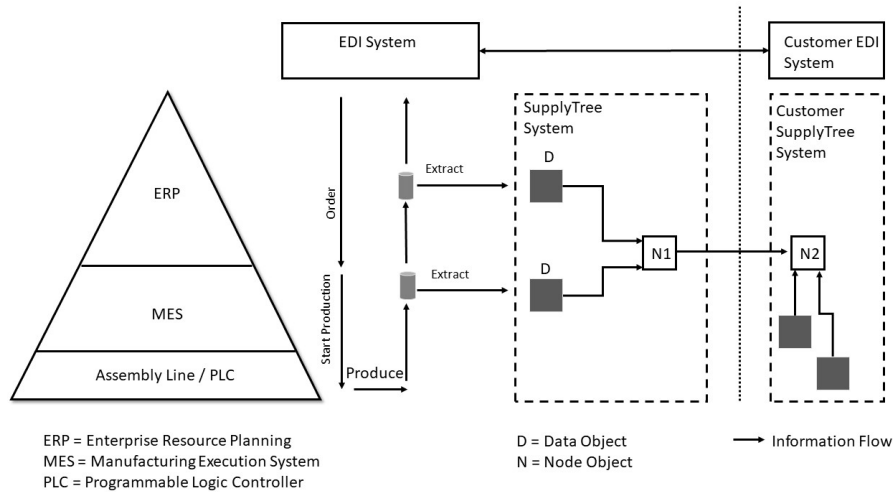 EDI System
Customer EDI
System
SupplyTree
System
Customer
SupplyTree
System
D
Extract
ERP
Order
N1
N2
D
Extract
MES
Start Production
Assembly Line / PLC
Produce
ERP = Enterprise Resource Planning
MES = Manufacturing Execution System
PLC = Programmable Logic Controller
D = Data Object
N = Node Object
Information Flow